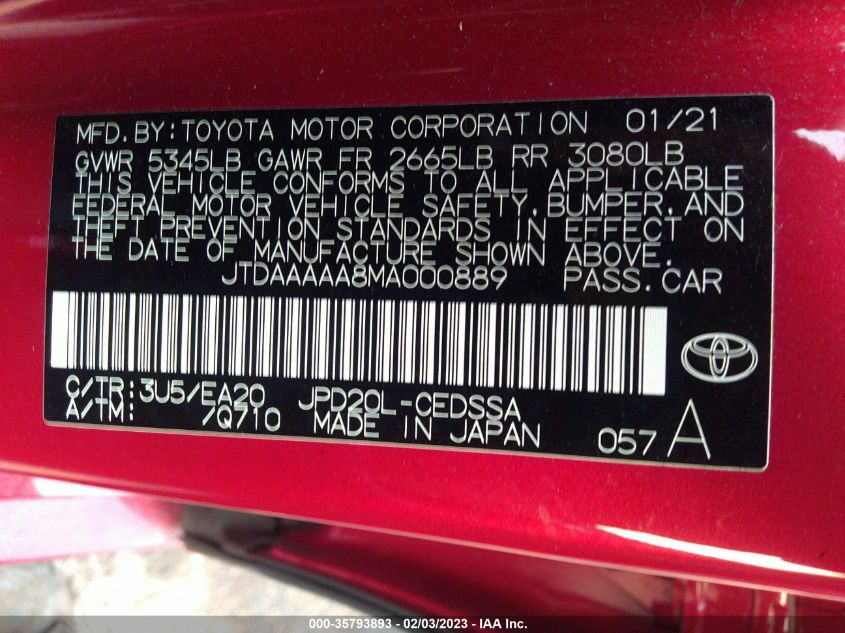 MFD.BY:TOYOTA MOTOR CORPORATION 01/21
GVWR 5345LB GAWR FR 2665LB RR 3080LB
THIS VEHICLE CONFORMS TO ALL APPLICABLE
FEDERAL MOTOR VEHICLE SAFETY,BUMPER,AND
THEFT PREVENTION STANDARDS IN EFFECT ON
THE DATE OF MANUFACTURE SHOWN ABOVE.
JTDAAAAA8MA000889 PASS.CAR
C/TR:3U5/EA20 JPD20L-CEDSSA
A/TM: /Q710 MADE IN JAPAN 057 A
000-35793893 - 02/03/2023 - IAA Inc.